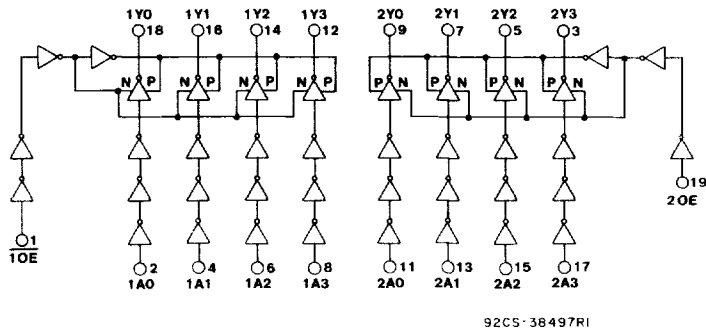 1Y0 1Y1 1Y2 1Y3 2Y0 2Y1 2Y2 2Y3
18 16 14 12 9 7 5 3
N P N P N P N P P N P N P N P N
19
2OE
1
1OE
2 4 6 8 11 13 15 17
1A0 1A1 1A2 1A3 2A0 2A1 2A2 2A3
92CS-38497RI